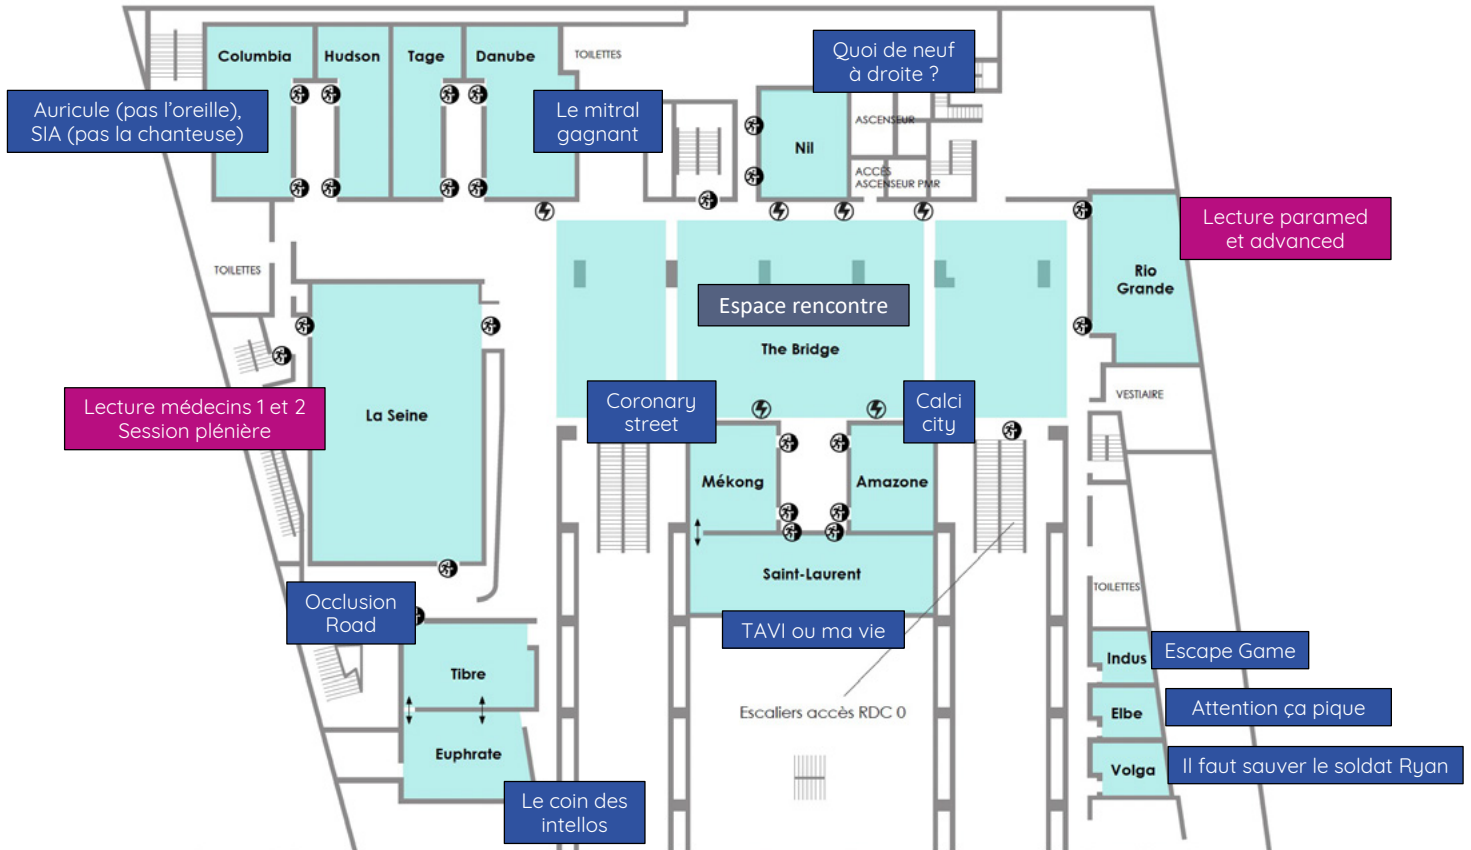 Columbia
Hudson
Tage
Danube
TOILETTES
Quoi de neuf
à droite ?
Auricule (pas l'oreille),
SIA (pas la chanteuse)
Le mitral
gagnant
Nil
ASCENSEUR
ACCÈS
ASCENSEUR PMR
Lecture paramed
et advanced
TOILETTES
Rio
Grande
Espace rencontre
The Bridge
Lecture médecins 1 et 2
Session plénière
La Seine
Coronary
street
Calci
city
VESTIAIRE
Mékong
Amazone
Saint-Laurent
TOILETTES
Occlusion
Road
TAVI ou ma vie
Tibre
Indus
Escape Game
Escaliers accès RDC 0
Elbe
Attention ça pique
Euphrate
Volga
Il faut sauver le soldat Ryan
Le coin des
intellos